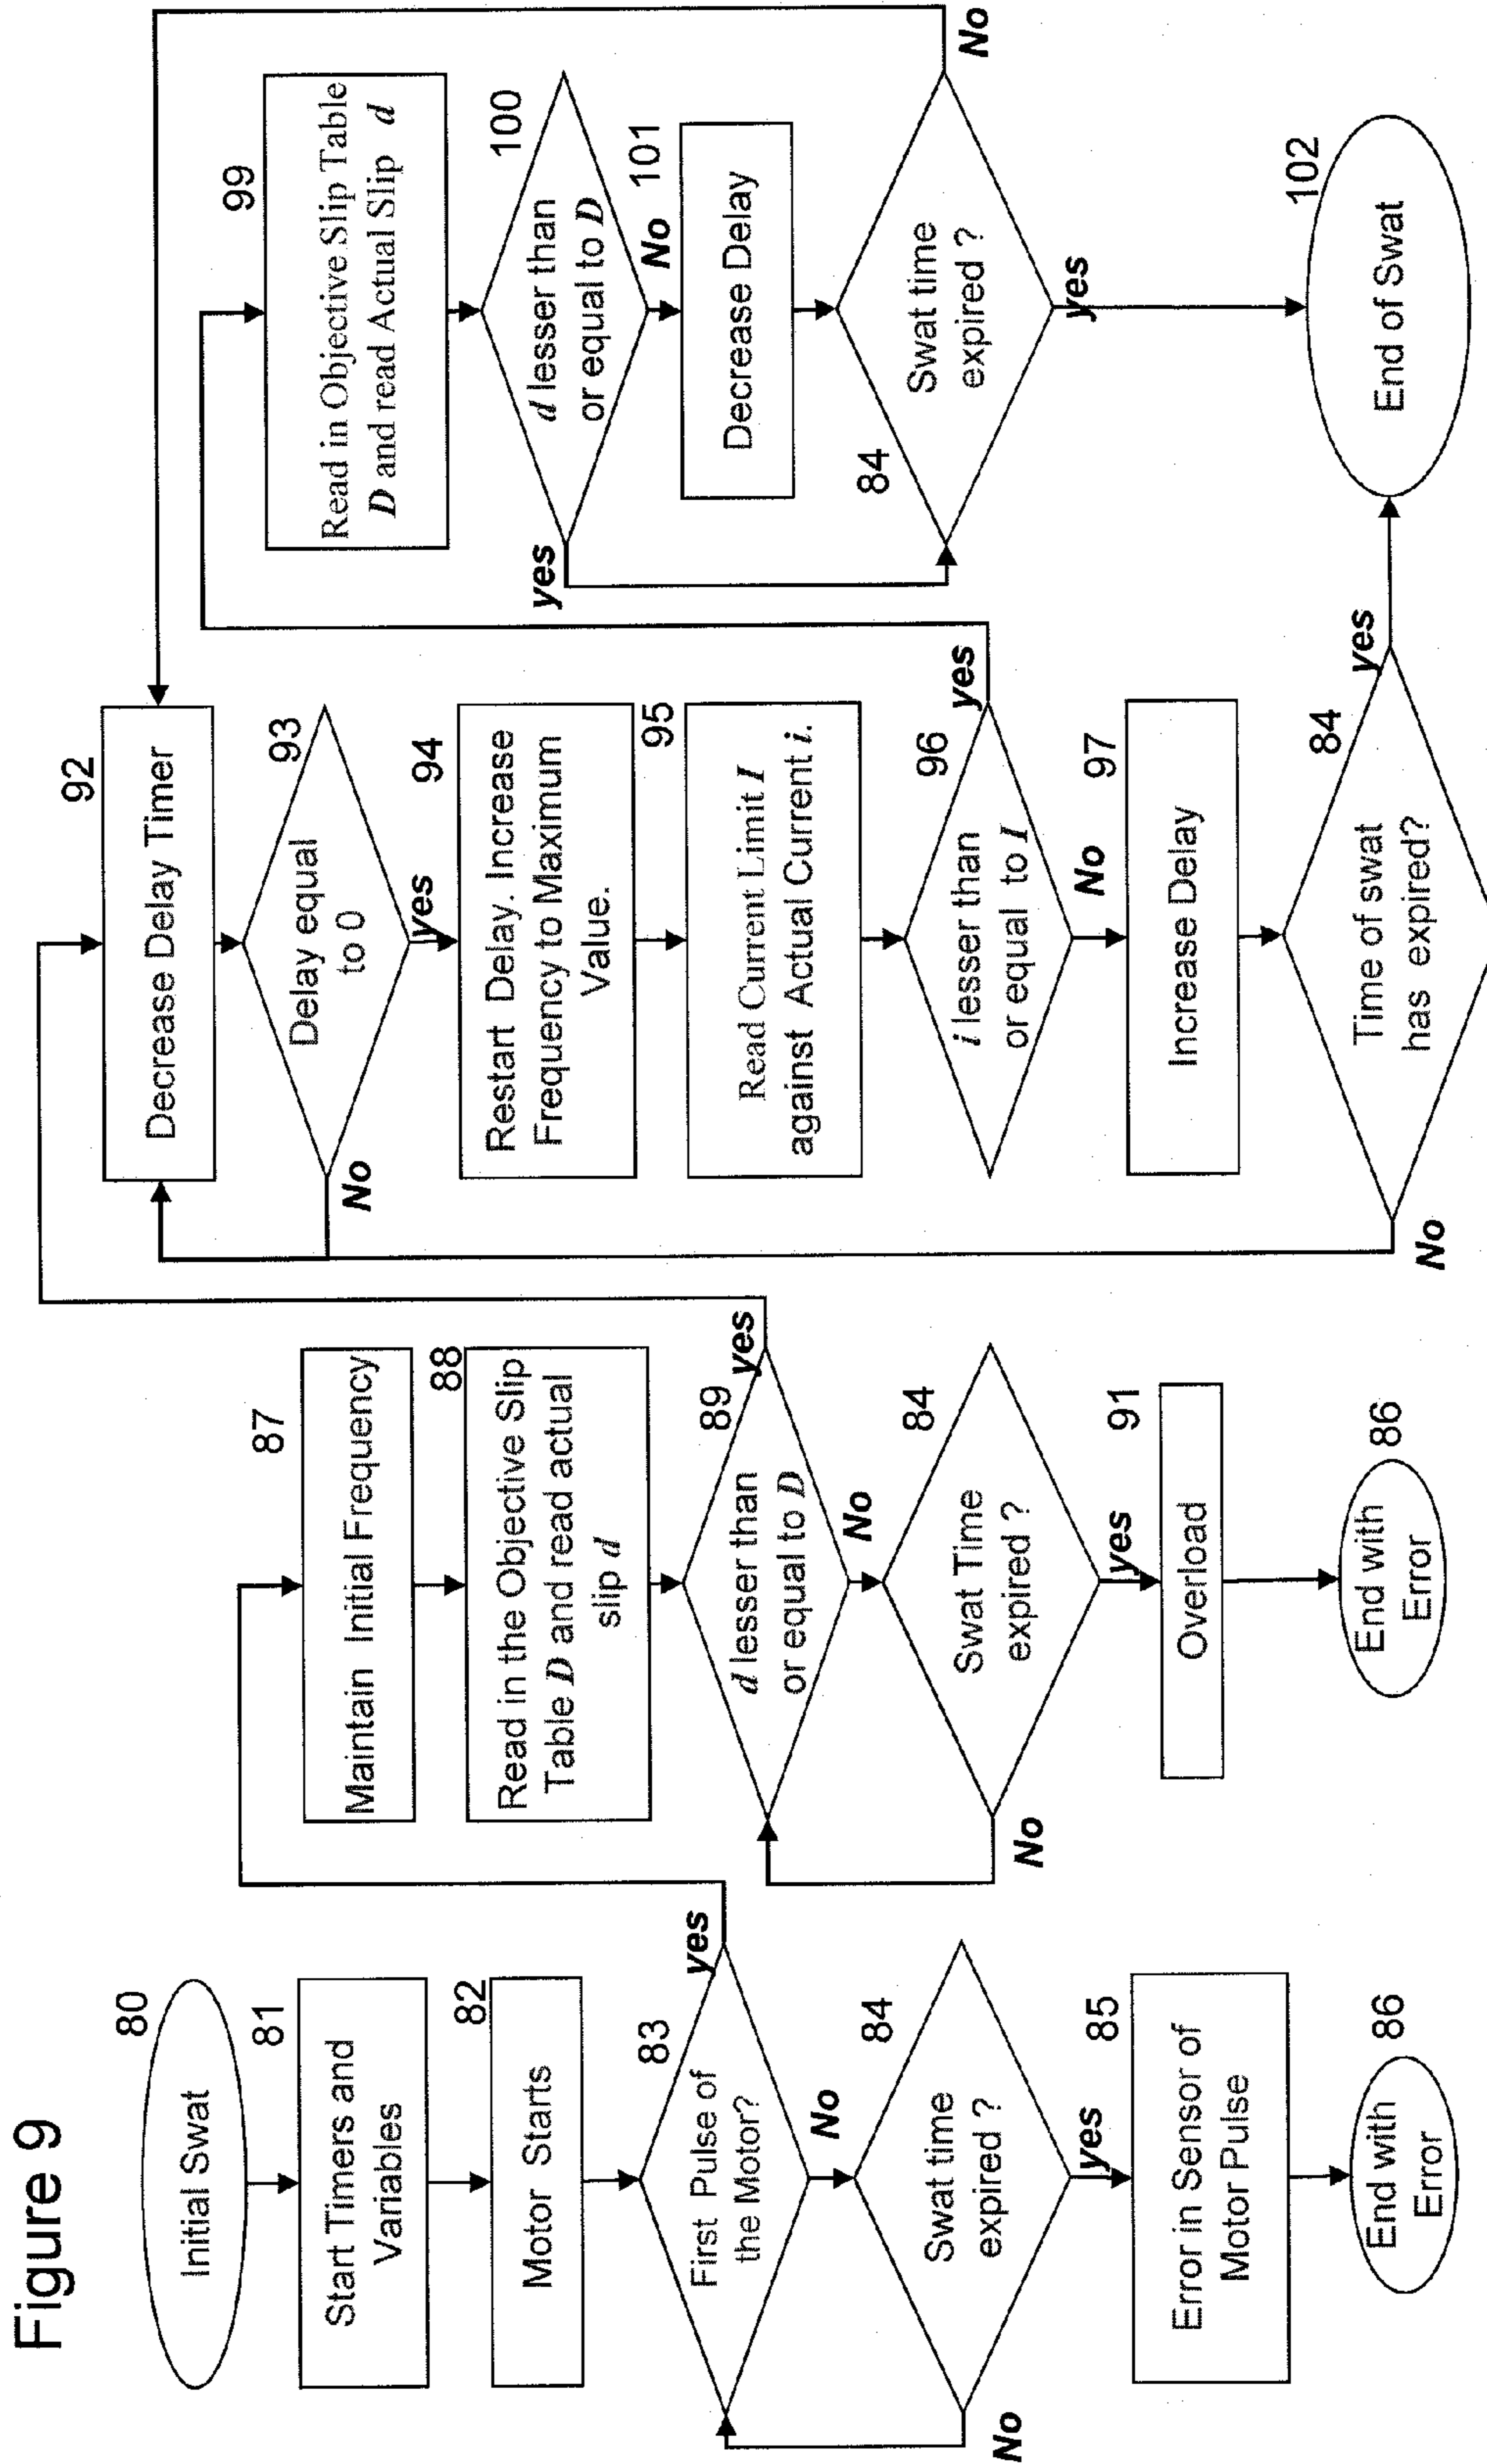 Figure 9
80
Initial Swat
81
Start Timers and
Variables
82
Motor Starts
83
First Pulse of
the Motor?
yes
No
84
Swat time
expired ?
No
yes
85
Error in Sensor of
Motor Pulse
86
End with
Error
87
Maintain Initial Frequency
88
Read in the Objective Slip
Table D and read actual
slip d
89
d lesser than
or equal to D
yes
No
84
Swat Time
expired ?
No
yes
91
Overload
86
End with
Error
92
Decrease Delay Timer
93
Delay equal
to 0
No
yes
94
Restart Delay. Increase
Frequency to Maximum
Value.
95
Read Current Limit I
against Actual Current i.
96
i lesser than
or equal to I
yes
No
97
Increase Delay
84
Time of swat
has expired?
No
yes
99
Read in Objective Slip Table
D and read Actual Slip d
100
d lesser than
or equal to D
yes
No
101
Decrease Delay
84
Swat time
expired ?
No
yes
102
End of Swat